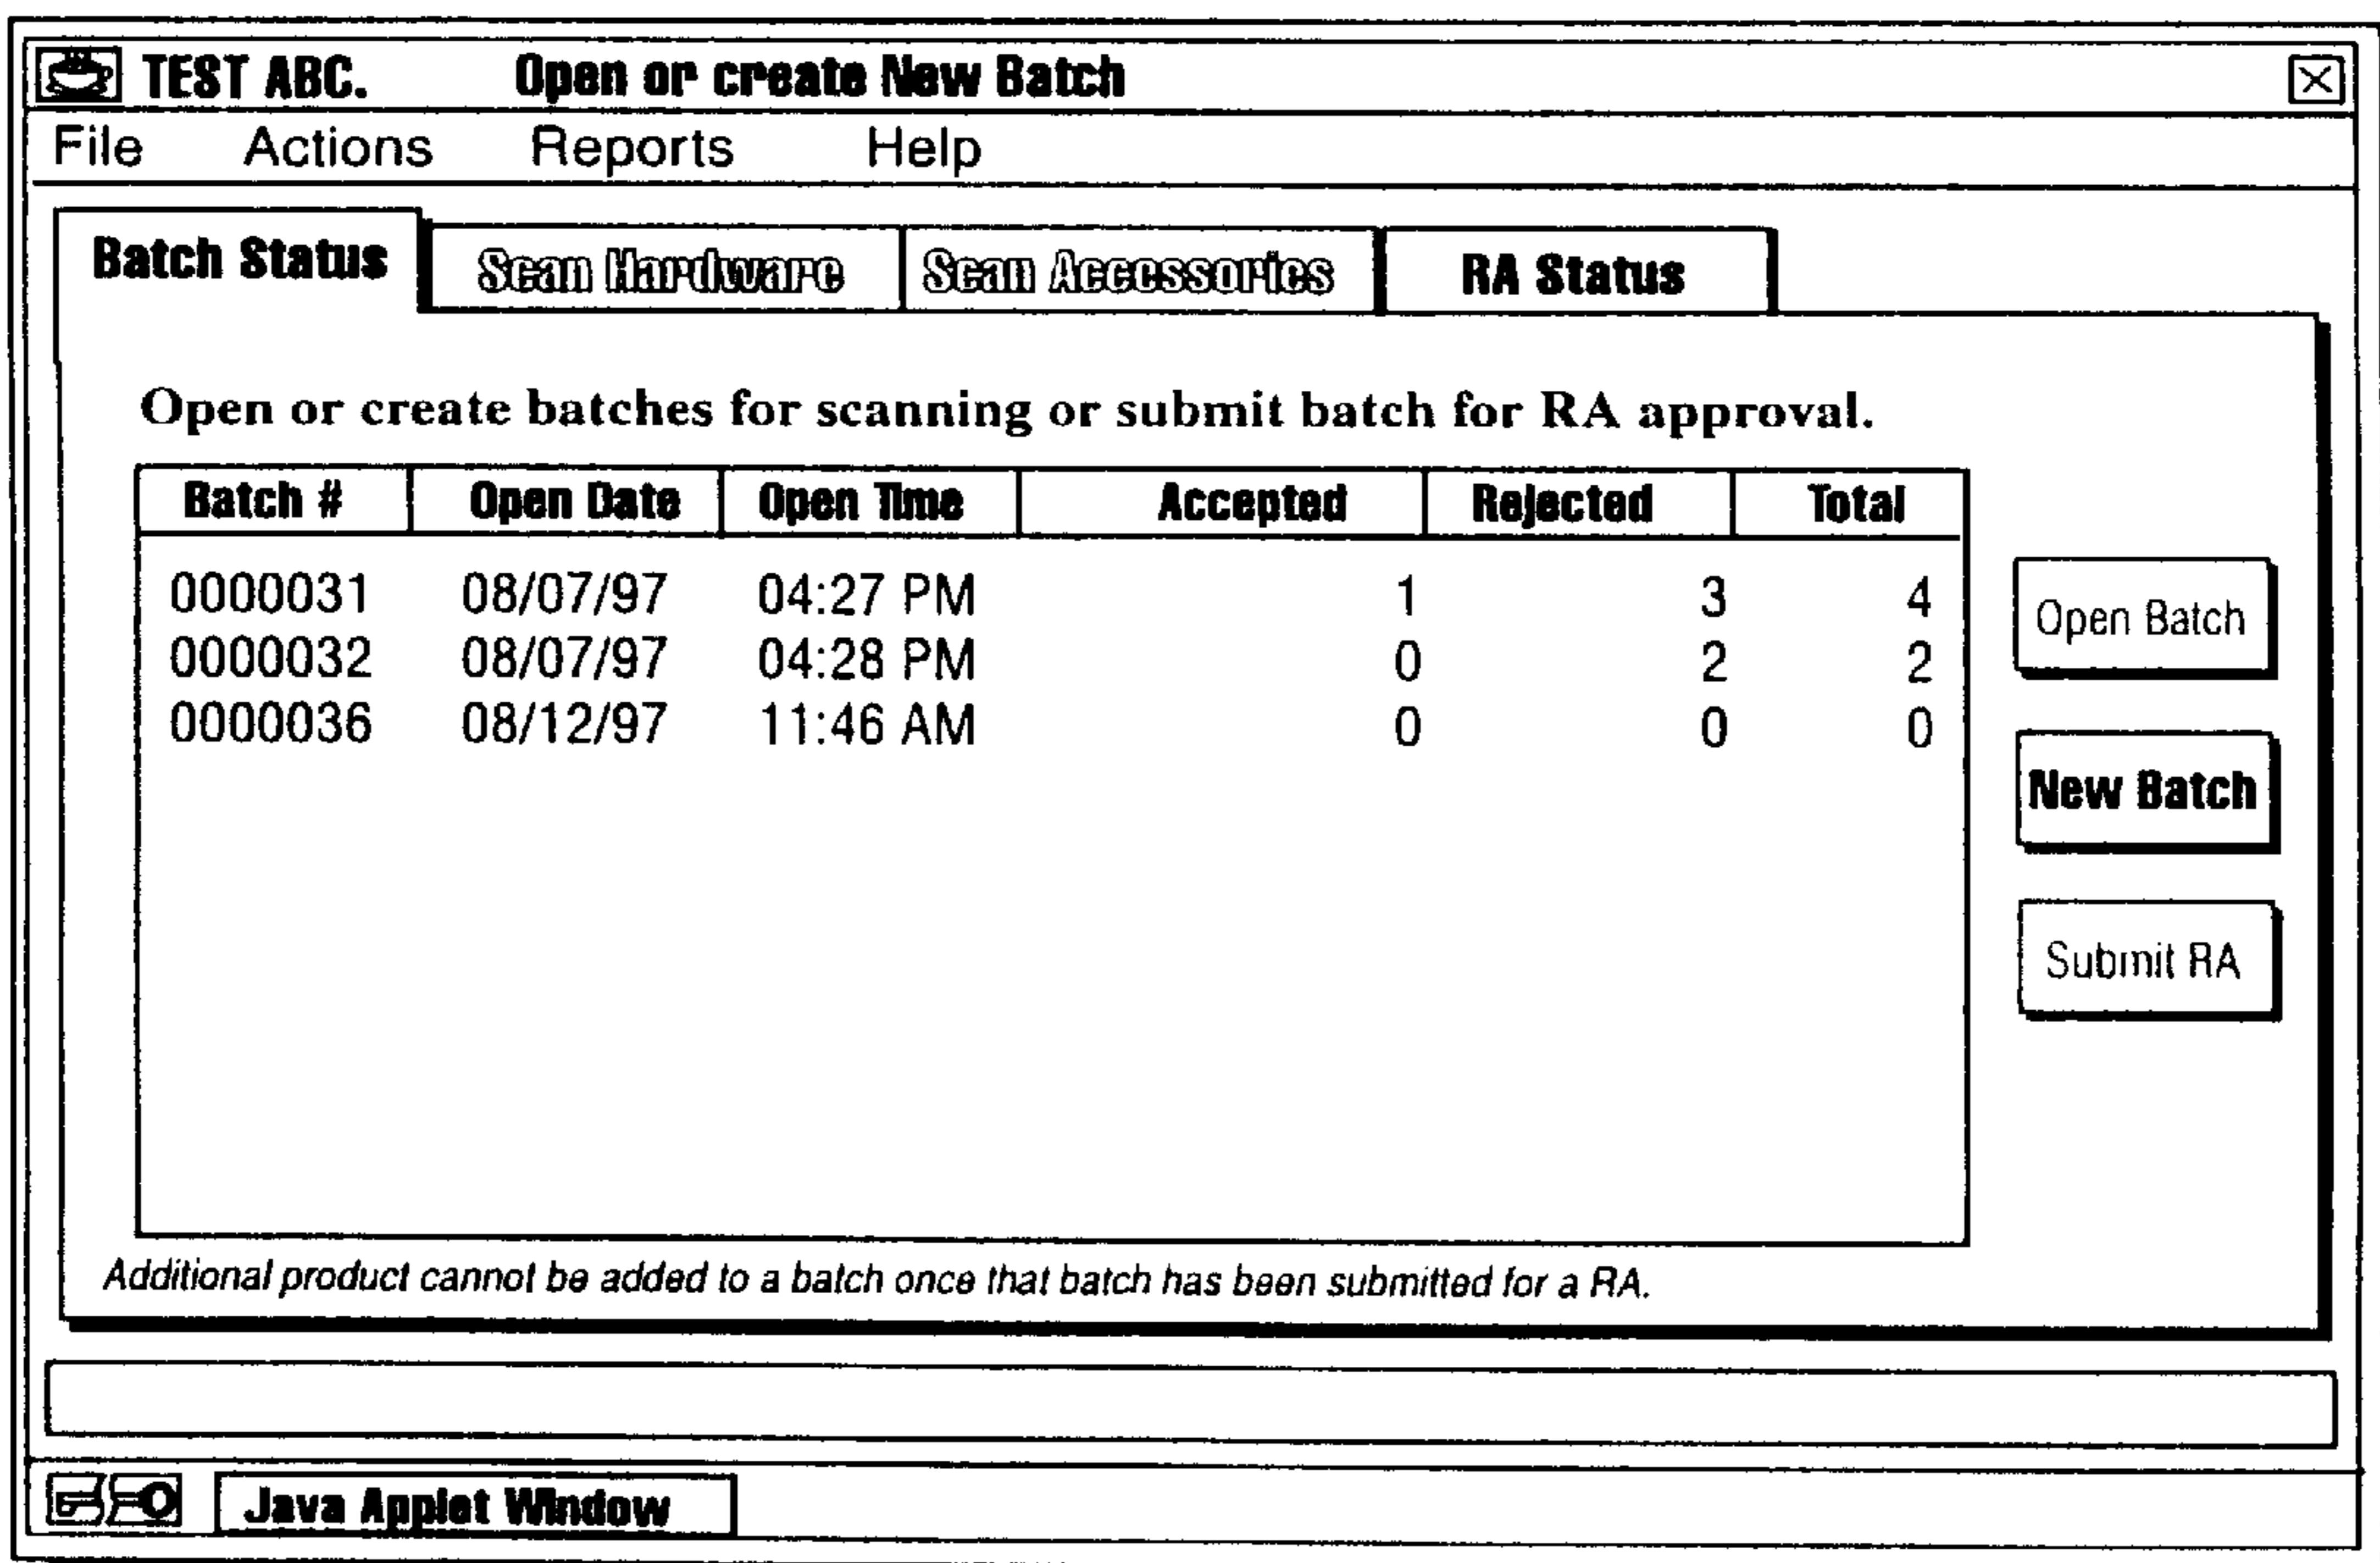 TEST ABC. Open or create New Batch
File Actions Reports Help
Batch Status Scan Hardware Scan Accessories RA Status
Open or create batches for scanning or submit batch for RA approval.
Batch # Open Date Open Time Accepted Rejected Total
0000031 08/07/97 04:27 PM 1 3 4
0000032 08/07/97 04:28 PM 0 2 2
0000036 08/12/97 11:46 AM 0 0 0
Open Batch
New Batch
Submit RA
Additional product cannot be added to a batch once that batch has been submitted for a RA.
Java Applet Window